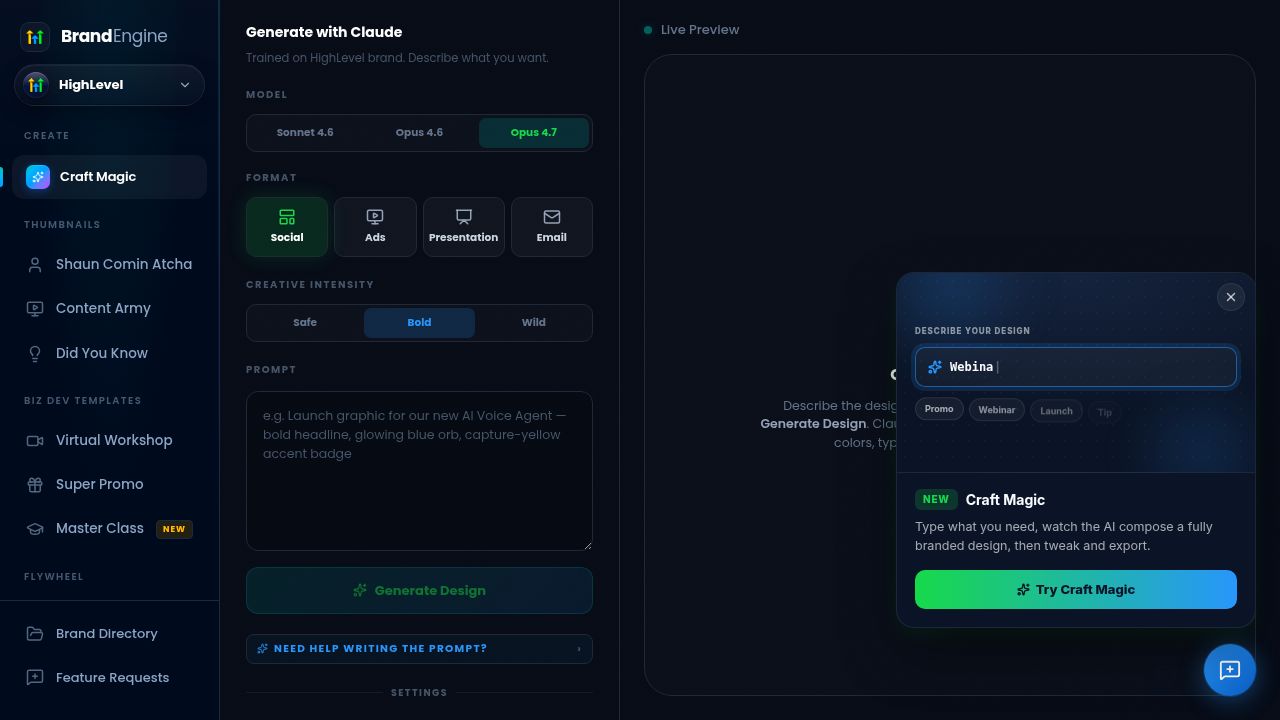 BrandEngine
HighLevel
CREATE
Craft Magic
THUMBNAILS
Shaun Comin Atcha
Content Army
Did You Know
BIZ DEV TEMPLATES
Virtual Workshop
Super Promo
Master Class NEW
FLYWHEEL
Brand Directory
Feature Requests
Generate with Claude
Trained on HighLevel brand. Describe what you want.
MODEL
Sonnet 4.6 Opus 4.6 Opus 4.7
FORMAT
Social Ads Presentation Email
CREATIVE INTENSITY
Safe Bold Wild
PROMPT
e.g. Launch graphic for our new AI Voice Agent —
bold headline, glowing blue orb, capture-yellow
accent badge
Generate Design
NEED HELP WRITING THE PROMPT?
SETTINGS
Live Preview
Describe the
Generate Design.
colors,
DESCRIBE YOUR DESIGN
Webina
Promo Webinar Launch Tip
NEW Craft Magic
Type what you need, watch the AI compose a fully
branded design, then tweak and export.
Try Craft Magic